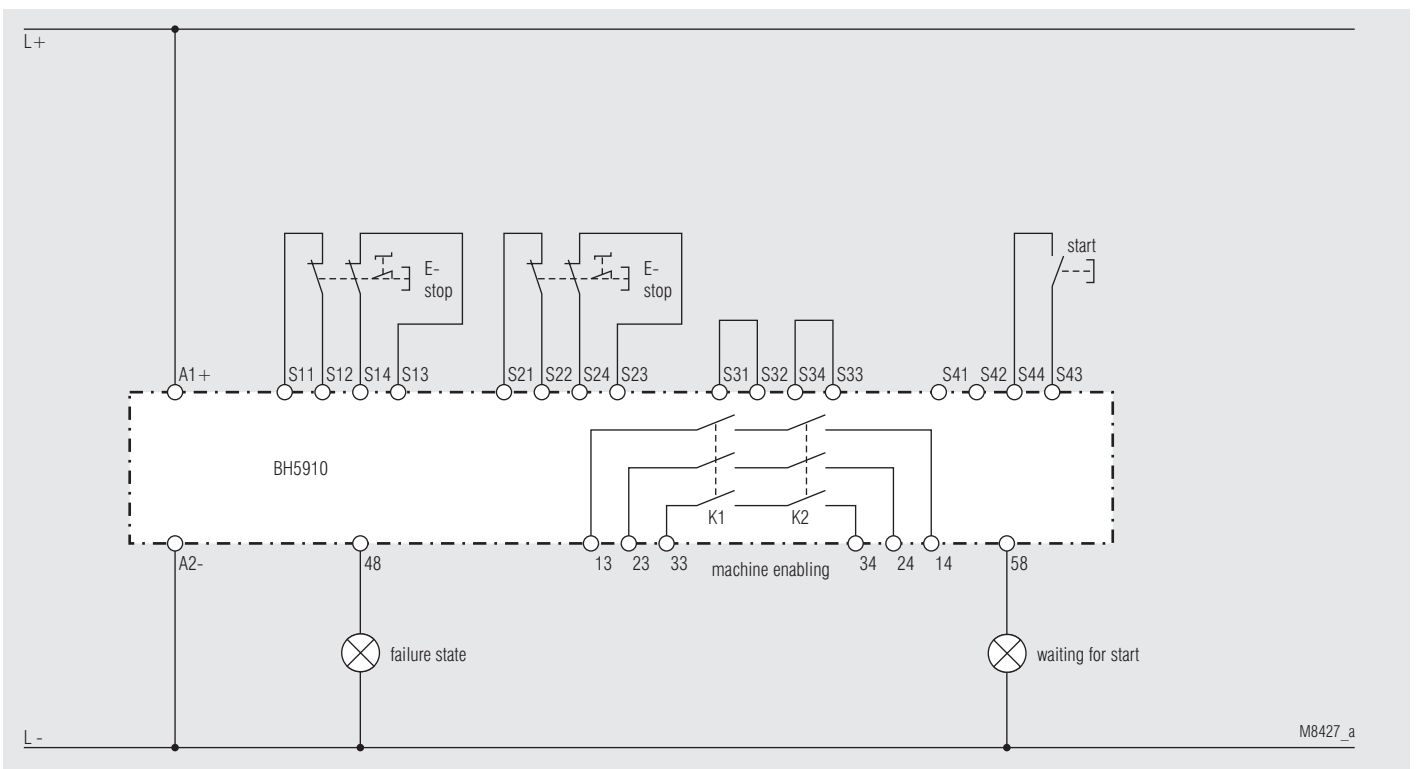 L+
start
E-
stop
E-
stop
A1+
S11
S12
S14
S13
S21
S22
S24
S23
S31
S32
S34
S33
S41
S42
S44
S43
BH5910
K1
K2
A2-
48
13
23
33
machine enabling
34
24
14
58
failure state
waiting for start
L -
M8427_a